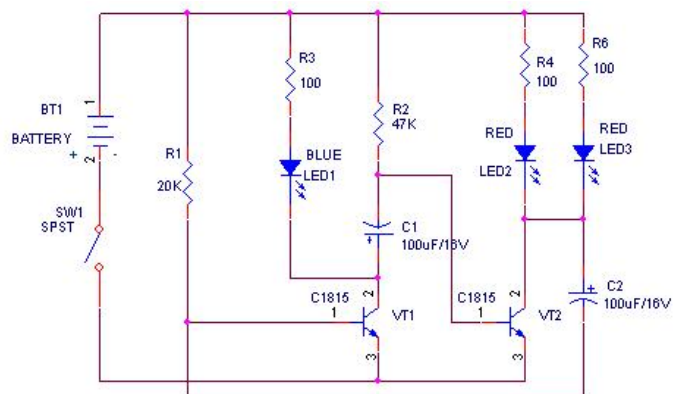 R3
100
R2
47K
R4
100
R6
100
BT1
1
BATTERY
+ 2 -
R1
20K
BLUE
LED1
RED
LED2
RED
LED3
SW1
SPST
C1
+
100uF/16V
C2
+
100uF/16V
C1815
1
2
3
VT1
C1815
1
2
3
VT2